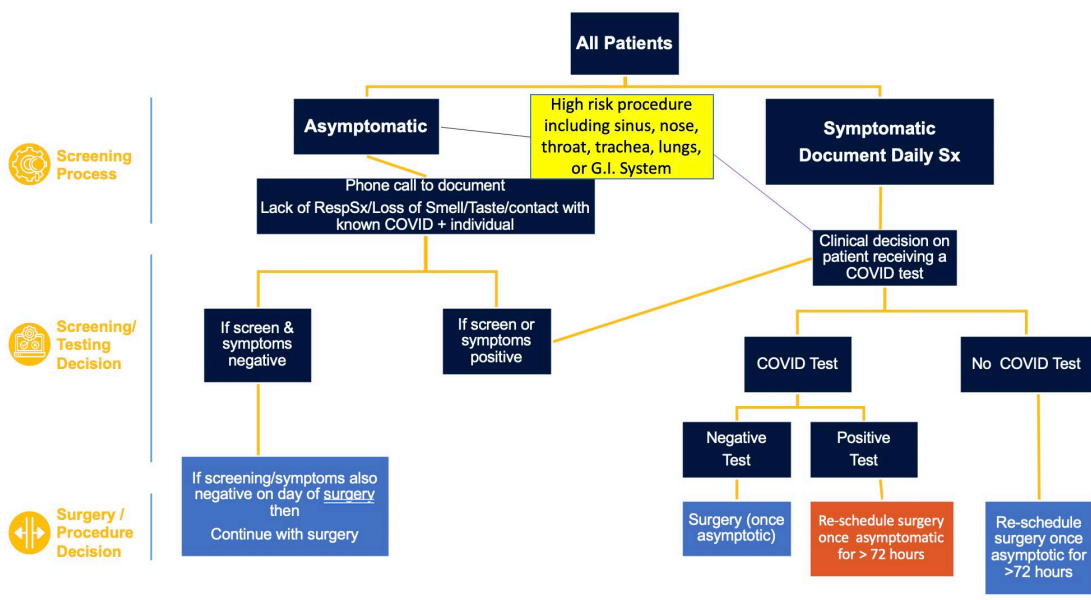 All Patients
Asymptomatic
High risk procedure
including sinus, nose,
throat, trachea, lungs,
or G.I. System
Symptomatic
Document Daily Sx
Screening
Process
Phone call to document
Lack of RespSx/Loss of Smell/Taste/contact with
known COVID + individual
Clinical decision on
patient receiving a
COVID test
Screening/
Testing
Decision
If screen &
symptoms
negative
If screen or
symptoms
positive
COVID Test
No COVID Test
Negative
Test
Positive
Test
Surgery /
Procedure
Decision
If screening/symptoms also
negative on day of surgery
then
Continue with surgery
Surgery (once
asymptotic)
Re-schedule surgery
once asymptomatic
for > 72 hours
Re-schedule
surgery once
asymptotic for
>72 hours